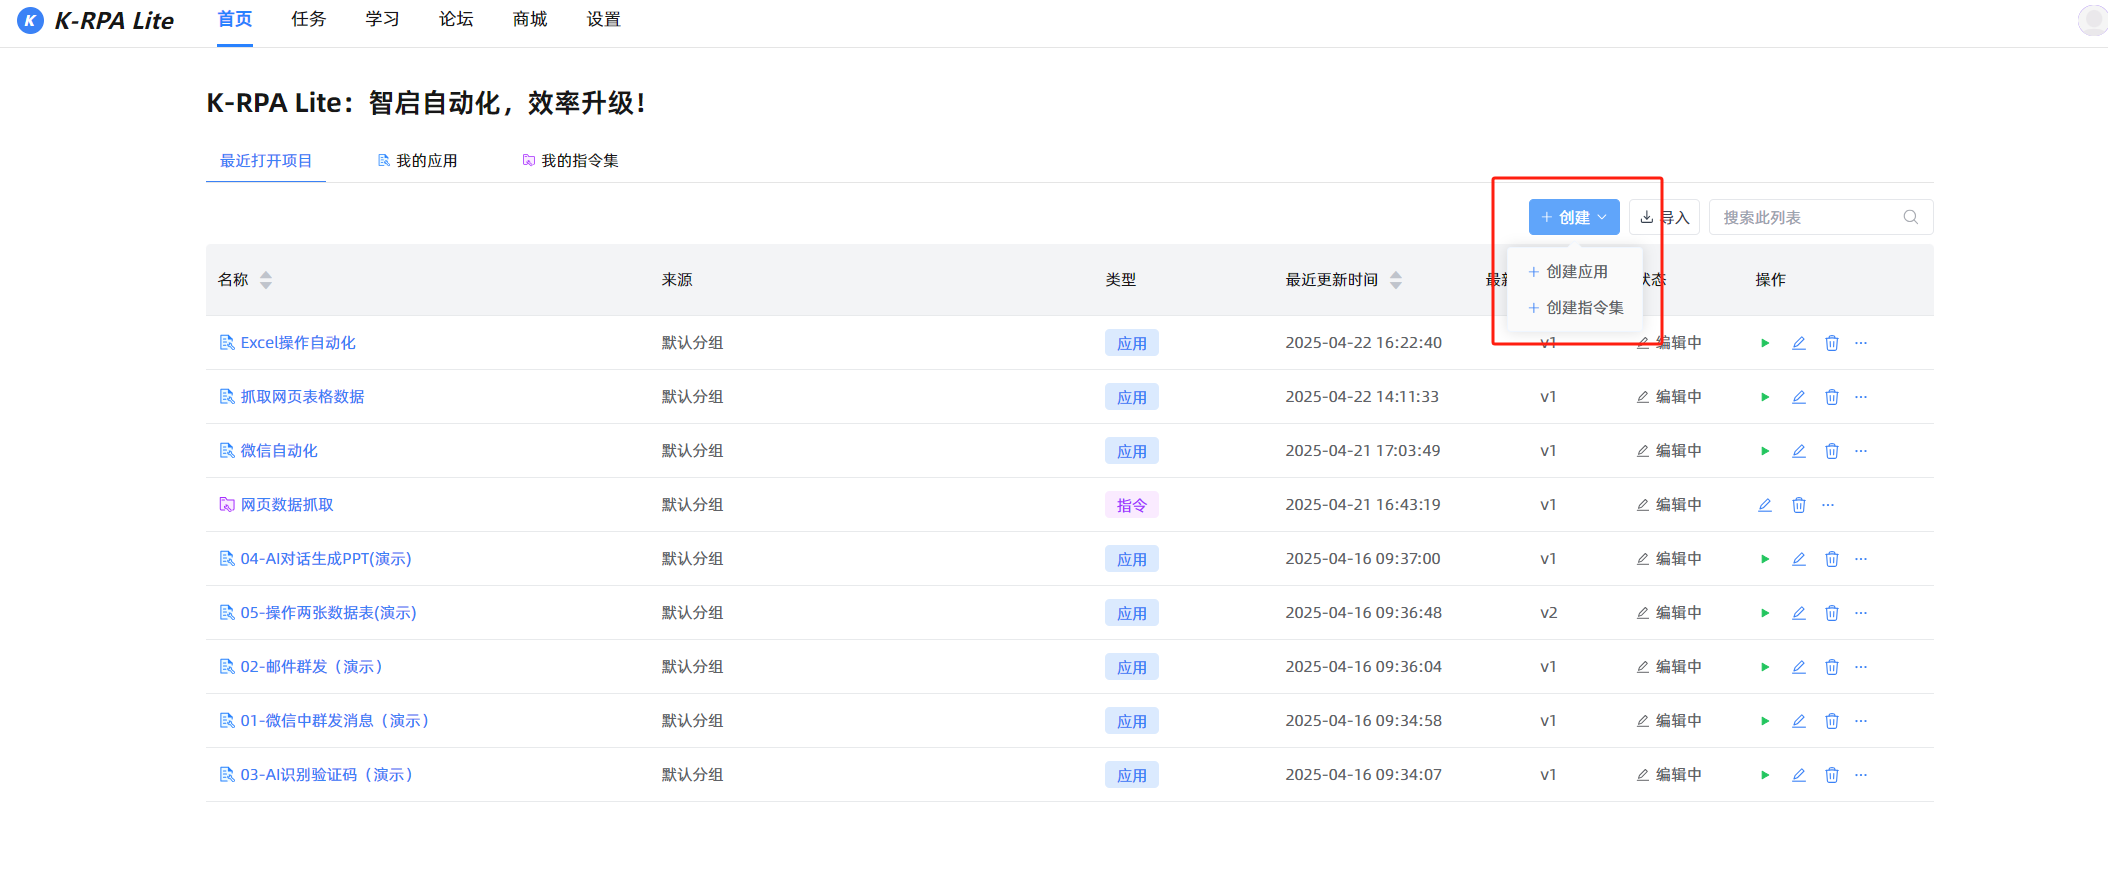 K K-RPA Lite 首页 任务 学习 论坛 商城 设置
K-RPA Lite：智启自动化，效率升级！
最近打开项目 我的应用 我的指令集
+ 创建 导入 搜索此列表
+ 创建应用
+ 创建指令集
名称 来源 类型 最近更新时间 最新 状态 操作
Excel操作自动化 默认分组 应用 2025-04-22 16:22:40 v1 编辑中
抓取网页表格数据 默认分组 应用 2025-04-22 14:11:33 v1 编辑中
微信自动化 默认分组 应用 2025-04-21 17:03:49 v1 编辑中
网页数据抓取 默认分组 指令 2025-04-21 16:43:19 v1 编辑中
04-AI对话生成PPT(演示) 默认分组 应用 2025-04-16 09:37:00 v1 编辑中
05-操作两张数据表(演示) 默认分组 应用 2025-04-16 09:36:48 v2 编辑中
02-邮件群发（演示） 默认分组 应用 2025-04-16 09:36:04 v1 编辑中
01-微信中群发消息（演示） 默认分组 应用 2025-04-16 09:34:58 v1 编辑中
03-AI识别验证码（演示） 默认分组 应用 2025-04-16 09:34:07 v1 编辑中